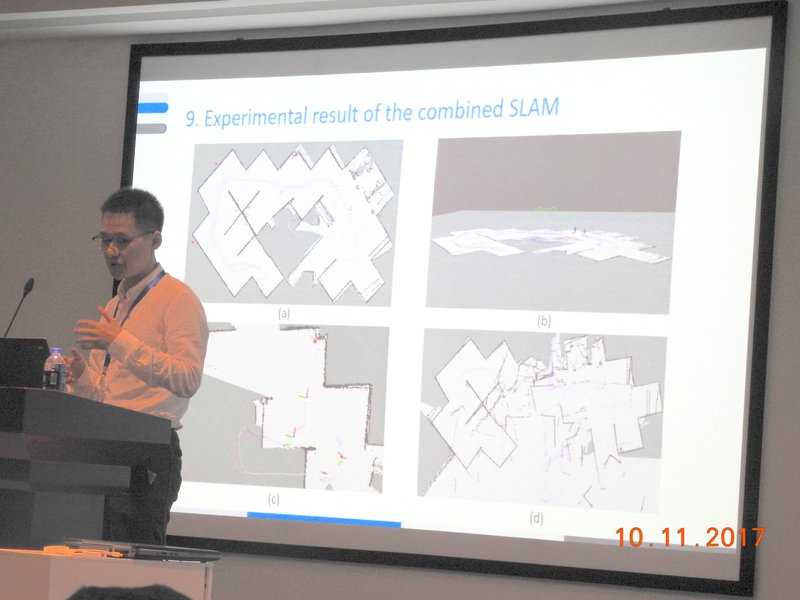 9. Experimental result of the combined SLAM
(a)
(b)
(c)
(d)
10.11.2017